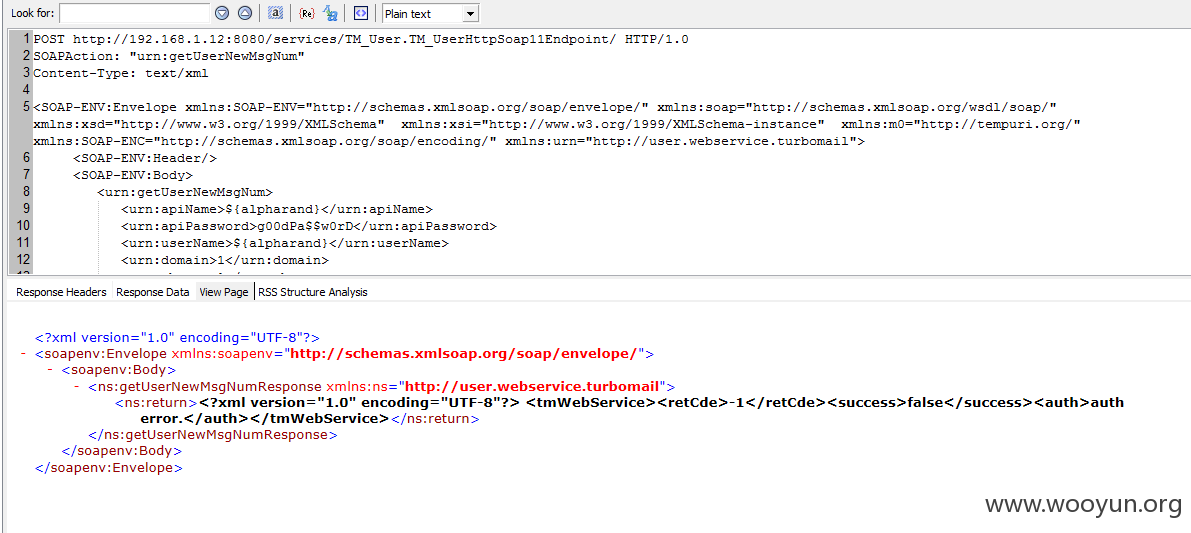 Look for: Plain text
1 POST http://192.168.1.12:8080/services/TM_User.TM_UserHttpSoap11Endpoint/ HTTP/1.0
2 SOAPAction: "urn:getUserNewMsgNum"
3 Content-Type: text/xml
4
5 <SOAP-ENV:Envelope xmlns:SOAP-ENV="http://schemas.xmlsoap.org/soap/envelope/" xmlns:soap="http://schemas.xmlsoap.org/wsdl/soap/"
xmlns:xsd="http://www.w3.org/1999/XMLSchema"  xmlns:xsi="http://www.w3.org/1999/XMLSchema-instance"  xmlns:m0="http://tempuri.org/"
xmlns:SOAP-ENC="http://schemas.xmlsoap.org/soap/encoding/" xmlns:urn="http://user.webservice.turbomail">
6 <SOAP-ENV:Header/>
7 <SOAP-ENV:Body>
8 <urn:getUserNewMsgNum>
9 <urn:apiName>${alpharand}</urn:apiName>
10 <urn:apiPassword>g00dPa$$w0rD</urn:apiPassword>
11 <urn:userName>${alpharand}</urn:userName>
12 <urn:domain>1</urn:domain>
Response Headers Response Data View Page RSS Structure Analysis
<?xml version="1.0" encoding="UTF-8"?>
- <soapenv:Envelope xmlns:soapenv="http://schemas.xmlsoap.org/soap/envelope/">
- <soapenv:Body>
- <ns:getUserNewMsgNumResponse xmlns:ns="http://user.webservice.turbomail">
<ns:return><?xml version="1.0" encoding="UTF-8"?> <tmWebService><retCde>-1</retCde><success>false</success><auth>auth
error.</auth></tmWebService></ns:return>
</ns:getUserNewMsgNumResponse>
</soapenv:Body>
</soapenv:Envelope>
www.wooyun.org